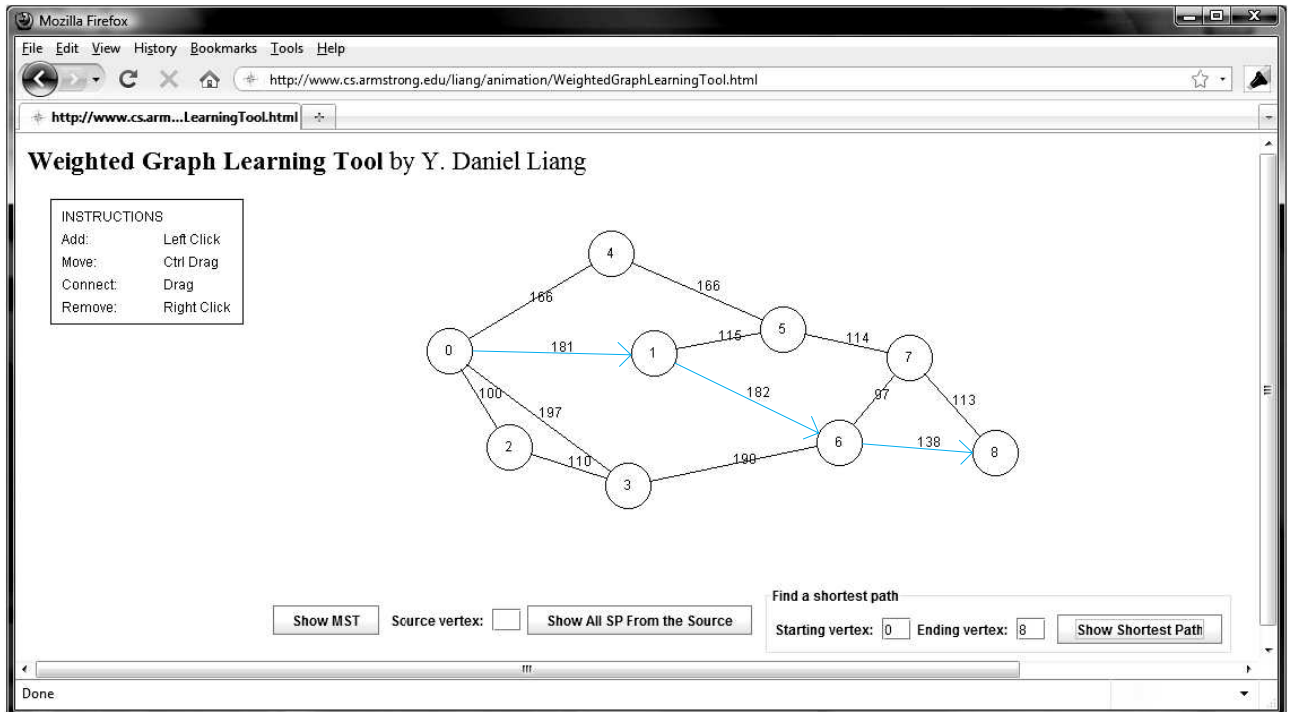 Mozilla Firefox
File Edit View History Bookmarks Tools Help
http://www.cs.armstrong.edu/liang/animation/WeightedGraphLearningTool.html
http://www.cs.arm...LearningTool.html
Weighted Graph Learning Tool by Y. Daniel Liang
INSTRUCTIONS
Add: Left Click
Move: Ctrl Drag
Connect: Drag
Remove: Right Click
4
166
166
5
115
114
0
181
1
7
100
197
182
97
113
2
110
3
190
6
138
8
Find a shortest path
Show MST Source vertex: Show All SP From the Source
Starting vertex: 0 Ending vertex: 8 Show Shortest Path
Done